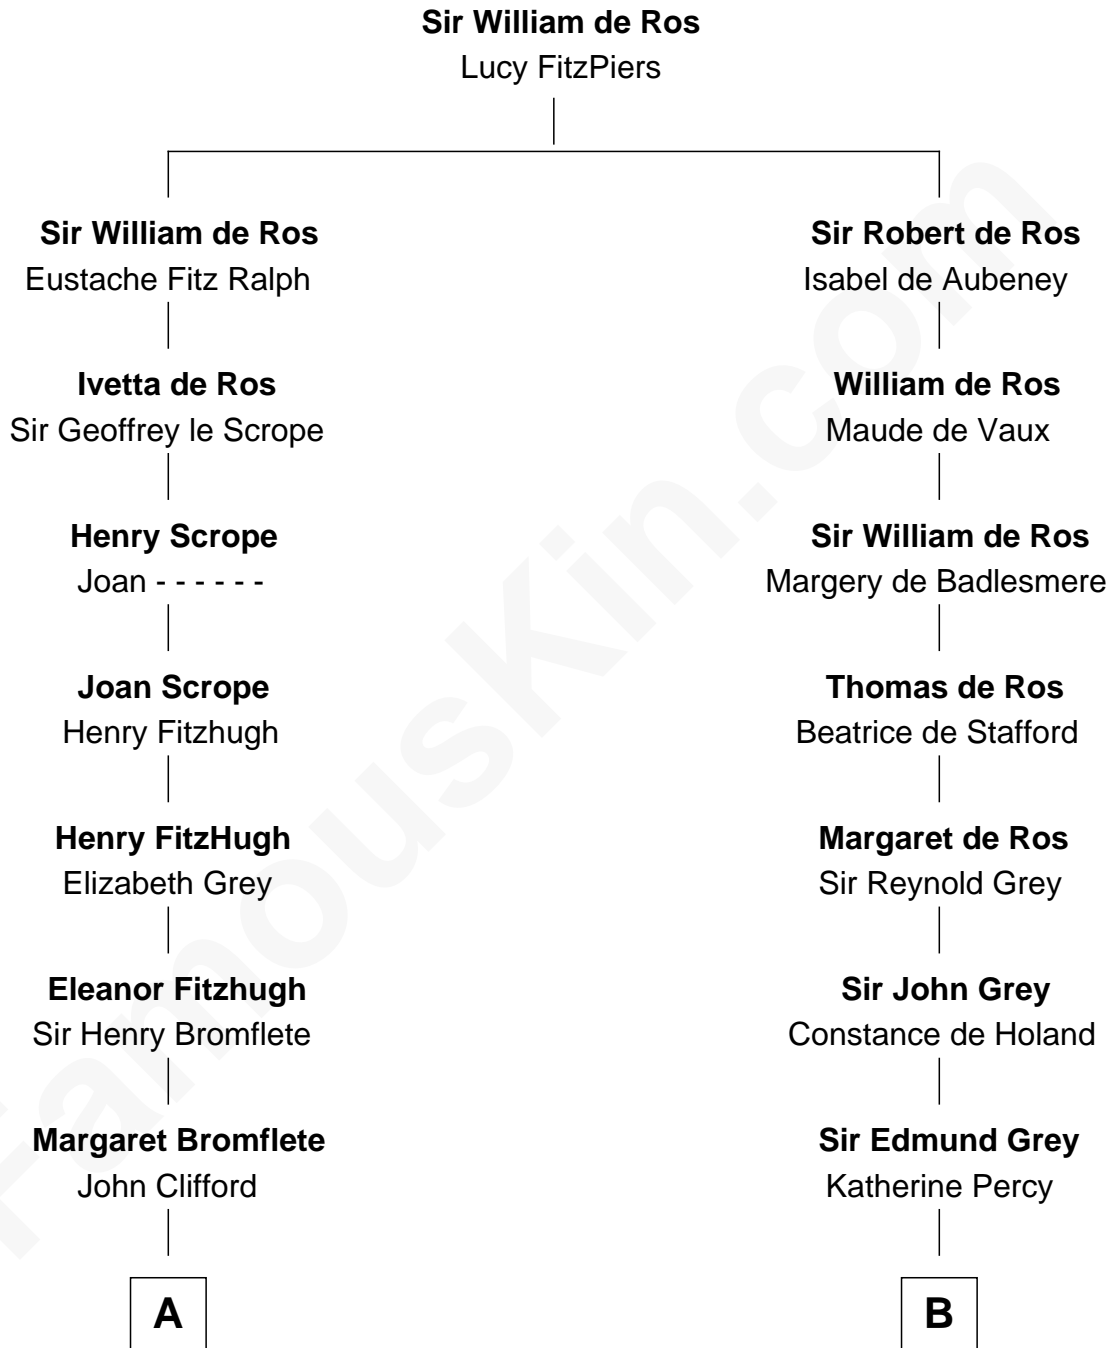 Sir William de Ros
Lucy FitzPiers
Sir William de Ros
Eustache Fitz Ralph
Sir Robert de Ros
Isabel de Aubeney
Ivetta de Ros
Sir Geoffrey le Scrope
William de Ros
Maude de Vaux
Henry Scrope
Joan - - - - - -
Sir William de Ros
Margery de Badlesmere
Joan Scrope
Henry Fitzhugh
Thomas de Ros
Beatrice de Stafford
Henry FitzHugh
Elizabeth Grey
Margaret de Ros
Sir Reynold Grey
Eleanor Fitzhugh
Sir Henry Bromflete
Sir John Grey
Constance de Holand
Margaret Bromflete
John Clifford
Sir Edmund Grey
Katherine Percy
A
B
FamousKin.com